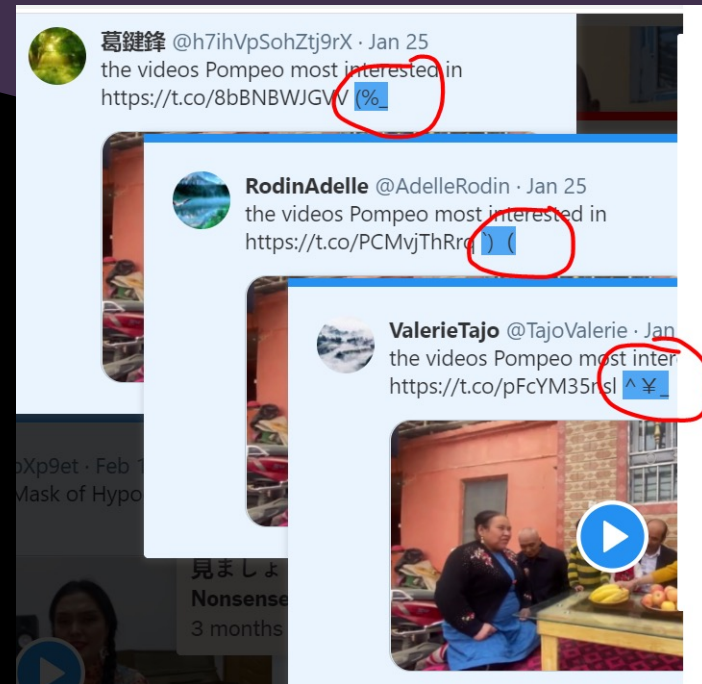 葛鍵鋒 @h7ihVpSohZtj9rX · Jan 25
the videos Pompeo most interested in
https://t.co/8bBNBWJGVV (%_
RodinAdelle @AdelleRodin · Jan 25
the videos Pompeo most interested in
https://t.co/PCMvjThRrq `) (
ValerieTajo @TajoValerie · Jan
the videos Pompeo most inter
https://t.co/pFcYM35nsl ^¥_
Xp9et · Feb 1
Mask of Hypo
見ましょ
Nonsense
3 months